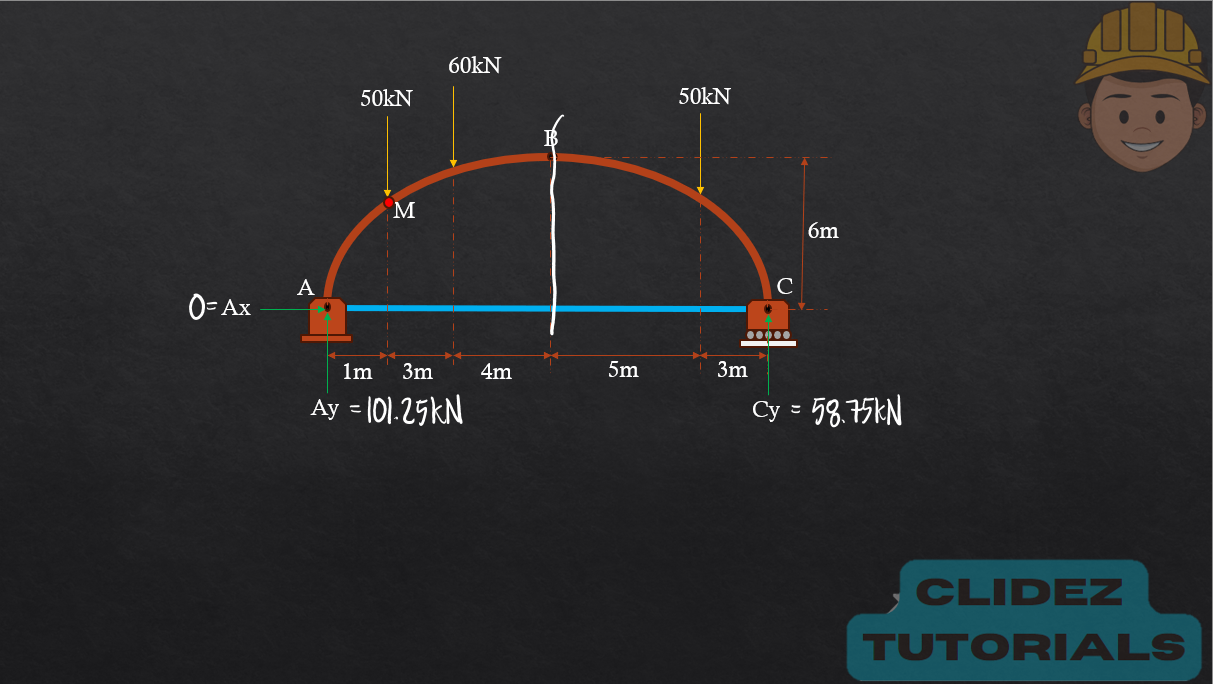 60kN
50kN
50kN
B
M
6m
A
C
0 = Ax
1m
3m
4m
5m
3m
Ay = 101.25kN
Cy = 58.75kN
CLIDEZ
TUTORIALS